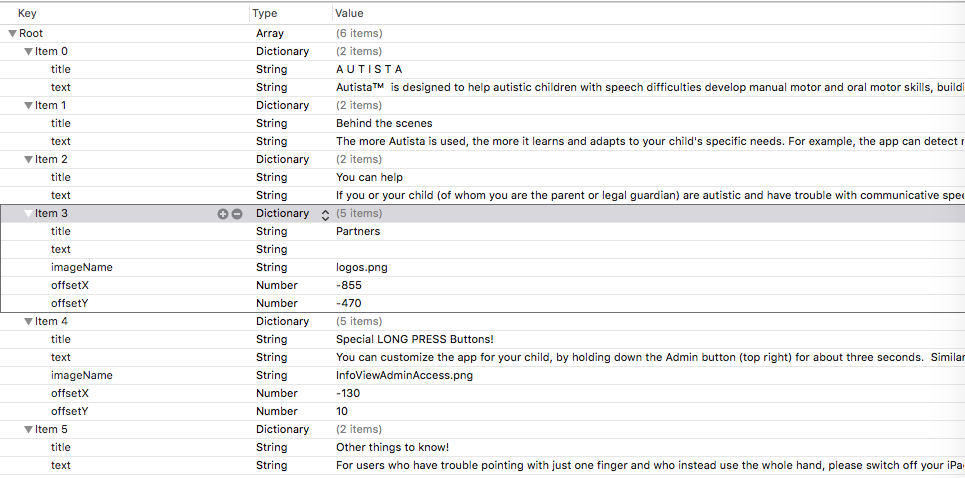 Key Type Value
Root Array (6 items)
Item 0 Dictionary (2 items)
title String A U T I S T A
text String Autista™ is designed to help autistic children with speech difficulties develop manual motor and oral motor skills, buildi
Item 1 Dictionary (2 items)
title String Behind the scenes
text String The more Autista is used, the more it learns and adapts to your child's specific needs. For example, the app can detect
Item 2 Dictionary (2 items)
title String You can help
text String If you or your child (of whom you are the parent or legal guardian) are autistic and have trouble with communicative spee
Item 3 Dictionary (5 items)
title String Partners
text String
imageName String logos.png
offsetX Number -855
offsetY Number -470
Item 4 Dictionary (5 items)
title String Special LONG PRESS Buttons!
text String You can customize the app for your child, by holding down the Admin button (top right) for about three seconds. Similar
imageName String InfoViewAdminAccess.png
offsetX Number -130
offsetY Number 10
Item 5 Dictionary (2 items)
title String Other things to know!
text String For users who have trouble pointing with just one finger and who instead use the whole hand, please switch off your iPa